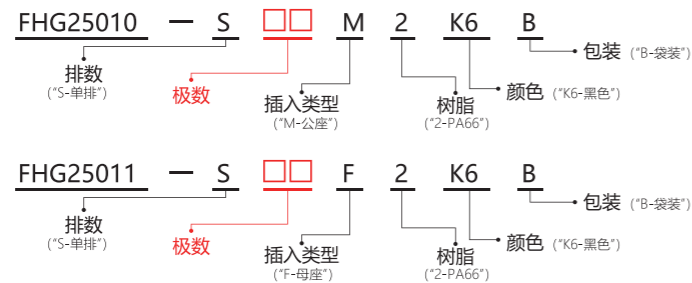 FHG25010 — S □□ M 2 K6 B
包装 ("B-袋装")
排数 极数 插入类型 树脂 颜色 ("K6-黑色")
("S-单排") ("M-公座") ("2-PA66")
FHG25011 — S □□ F 2 K6 B
包装 ("B-袋装")
排数 极数 插入类型 树脂 颜色 ("K6-黑色")
("S-单排") ("F-母座") ("2-PA66")